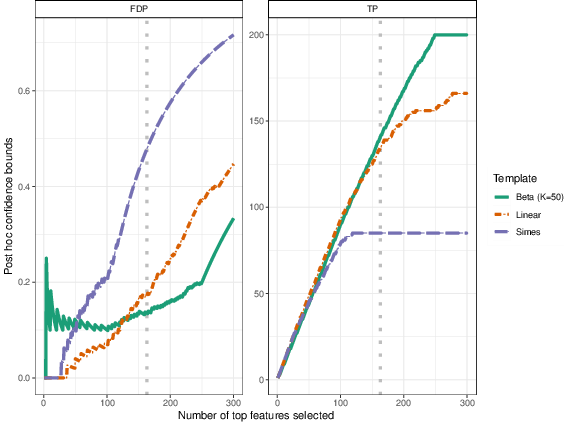 FDP
TP
Post hoc confidence bounds
0.6
0.4
0.2
0.0
200
150
100
50
0
0
100
200
300
0
100
200
300
Number of top features selected
Template
Beta (K=50)
Linear
Simes